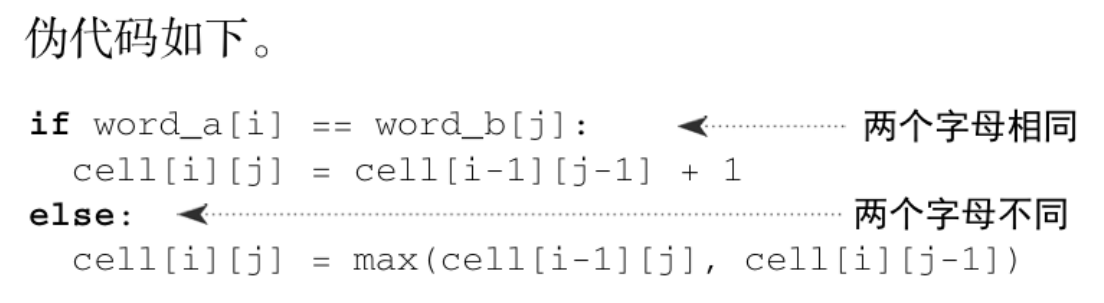 伪代码如下。
if word_a[i] == word_b[j]: 两个字母相同
  cell[i][j] = cell[i-1][j-1] + 1
else: 两个字母不同
  cell[i][j] = max(cell[i-1][j], cell[i][j-1])